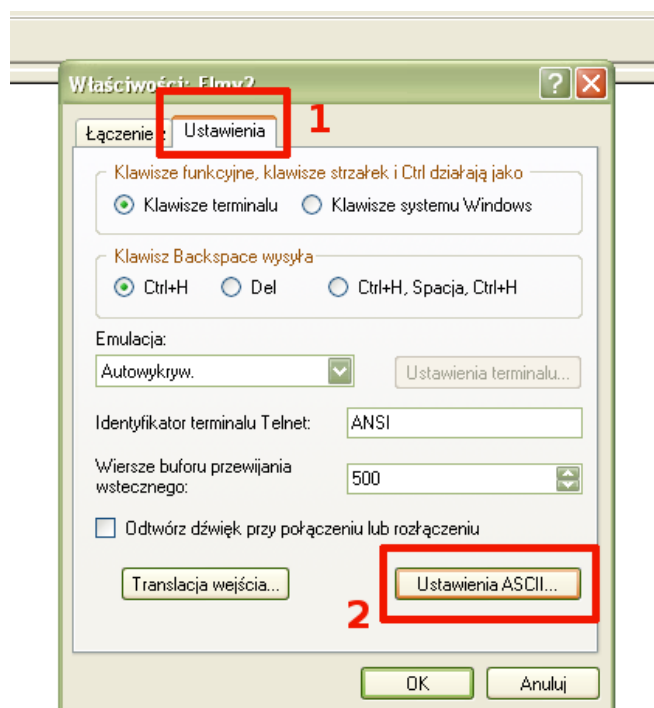 Właściwości: Elmy2
1
Łączenie z Ustawienia
Klawisze funkcyjne, klawisze strzałek i Ctrl działają jako
Klawisze terminalu Klawisze systemu Windows
Klawisz Backspace wysyła
Ctrl+H Del Ctrl+H, Spacja, Ctrl+H
Emulacja:
Autowykryw. Ustawienia terminalu...
Identyfikator terminalu Telnet: ANSI
Wiersze buforu przewijania
wstecznego: 500
Odtwórz dźwięk przy połączeniu lub rozłączeniu
Translacja wejścia... Ustawienia ASCII...
2
OK Anuluj